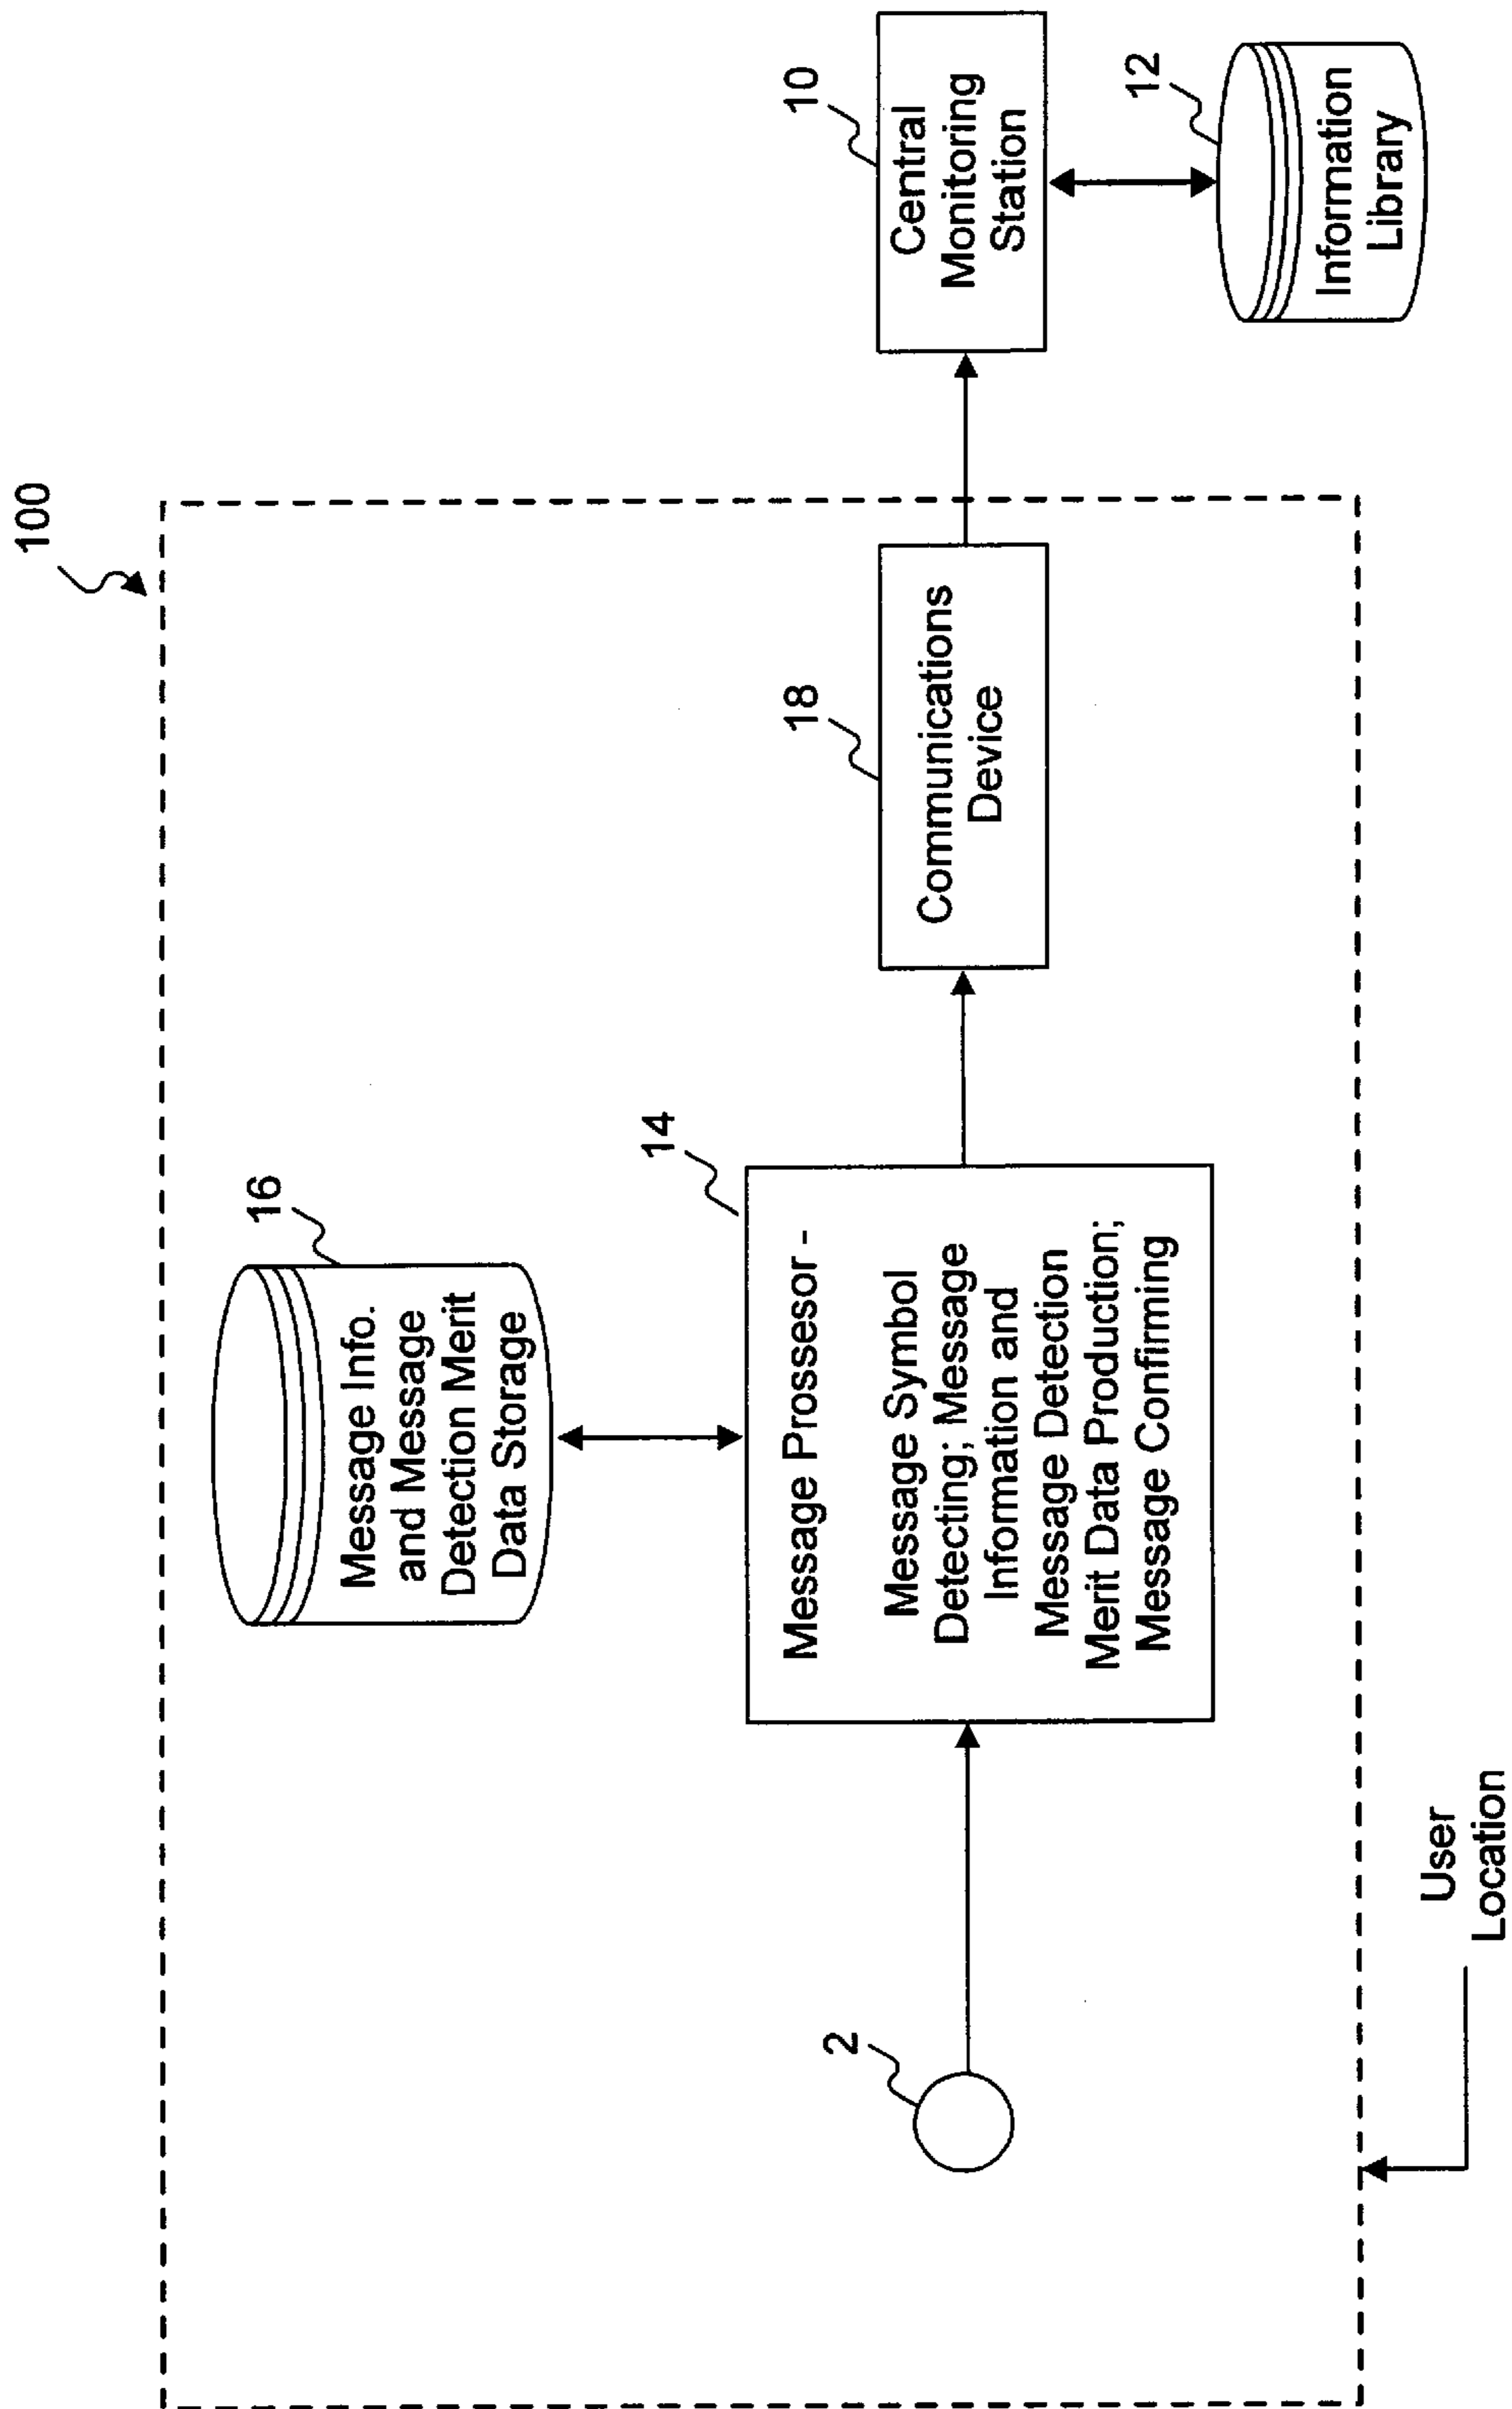 100
16
Message Info.
and Message
Detection Merit
Data Storage
14
Message Prossesor -
Message Symbol
Detecting; Message
Information and
Message Detection
Merit Data Production;
Message Confirming
2
18
Communications
Device
10
Central
Monitoring
Station
12
Information
Library
User
Location